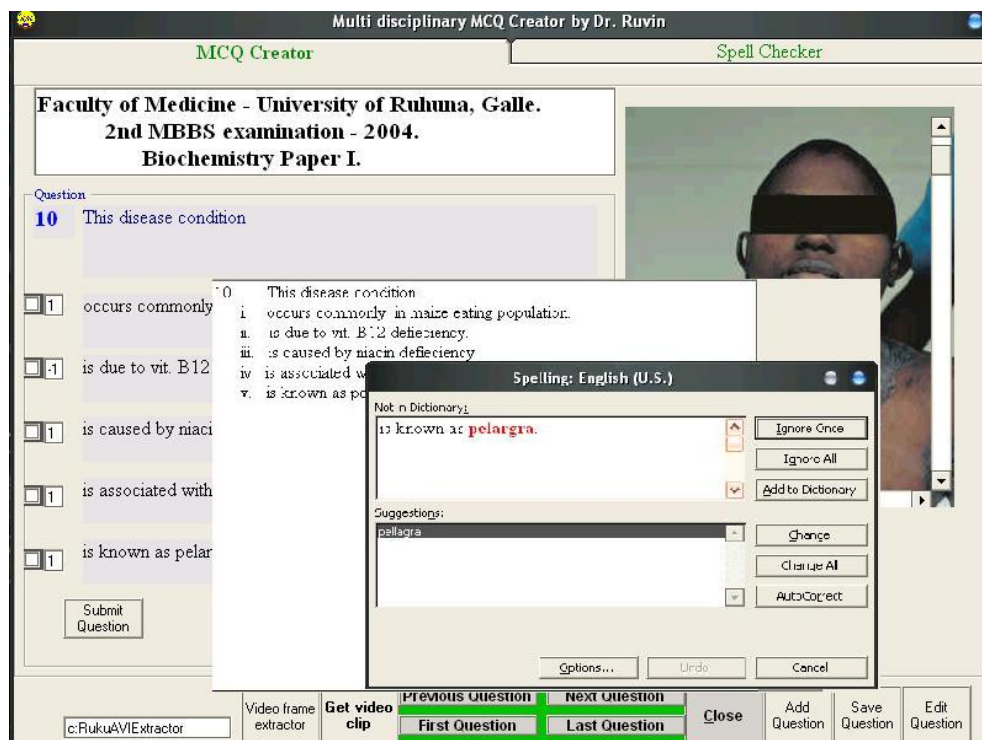 Multi disciplinary MCQ Creator by Dr. Ruvin
MCQ Creator
Spell Checker
Faculty of Medicine - University of Ruhuna, Galle.
2nd MBBS examination - 2004.
Biochemistry Paper I.
Question
10 This disease condition
1 occurs commonly
-1 is due to vit. B12
1 is caused by niaci
1 is associated with
1 is known as pelar
Submit
Question
10 This disease condition
i. occurs commonly in maize eating population.
ii. is due to vit. B12 defieciency.
iii. is caused by niacin defieciency
iv is associated w
v. is known as pe
Spelling: English (U.S.)
Not in Dictionary:
is known as pelargra.
Ignore Once
Ignore All
Add to Dictionary
Suggestions:
pellagra
Change
Change All
AutoCorrect
Options...
Undo
Cancel
c:RukuAVIExtractor
Video frame
extractor
Get video
clip
Previous Question
Next Question
First Question
Last Question
Close
Add
Question
Save
Question
Edit
Question